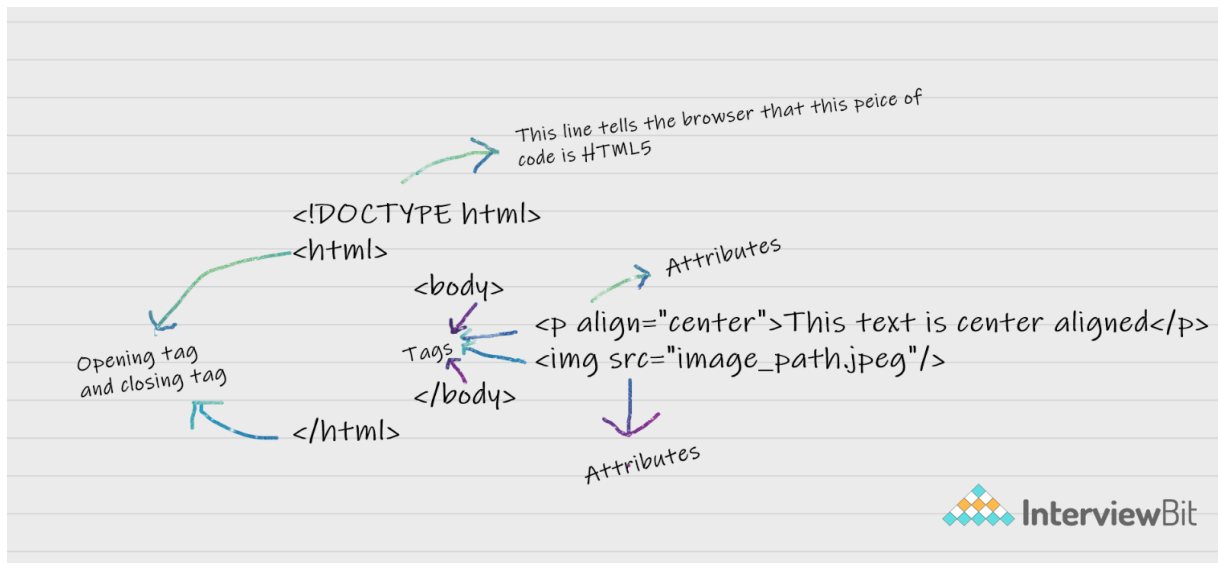 This line tells the browser that this peice of
code is HTML5
<!DOCTYPE html>
<html>
Attributes
<body>
<p align="center">This text is center aligned</p>
Opening tag
and closing tag
Tags
<img src="image_path.jpeg"/>
</body>
</html>
Attributes
InterviewBit